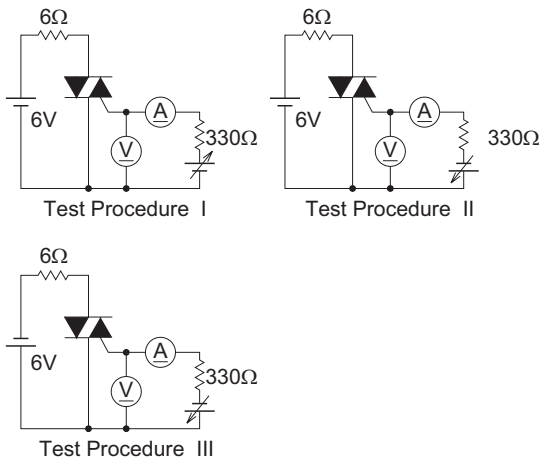 6Ω
6V
A
V
330Ω
Test Procedure I
6Ω
6V
A
V
330Ω
Test Procedure II
6Ω
6V
A
V
330Ω
Test Procedure III